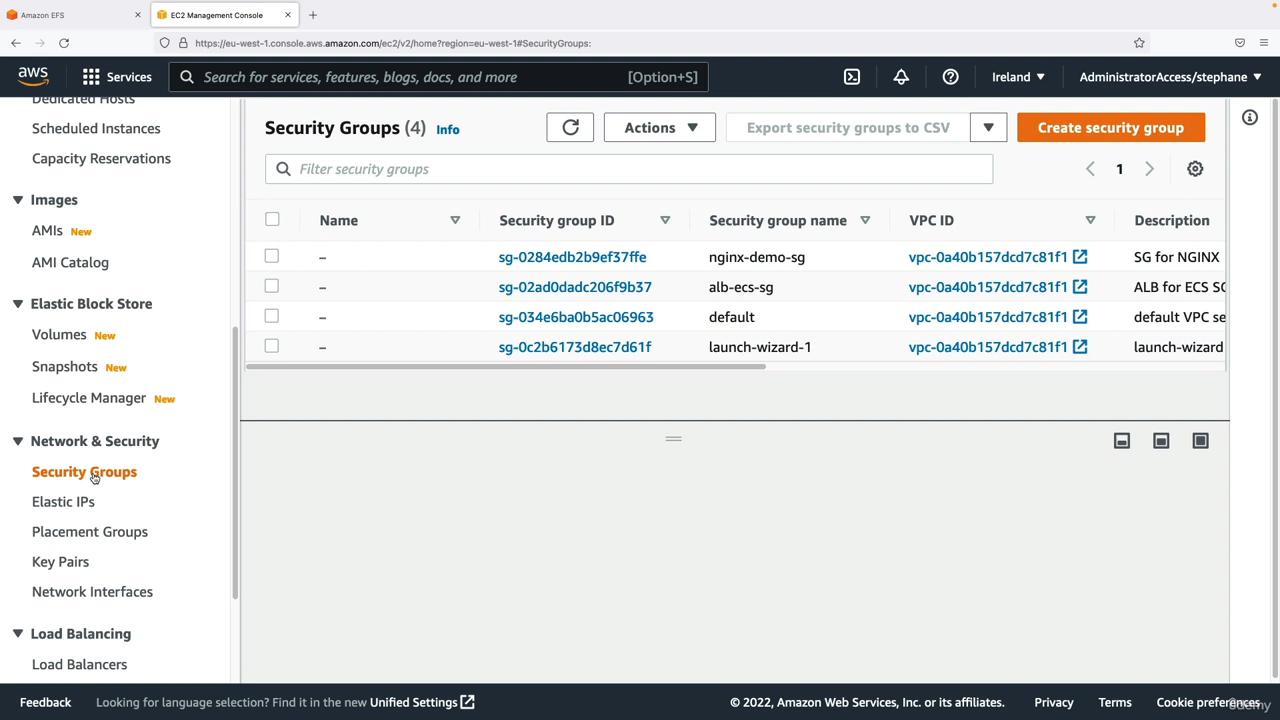 Amazon EFS
EC2 Management Console
https://eu-west-1.console.aws.amazon.com/ec2/v2/home?region=eu-west-1#SecurityGroups:
aws
Services
Search for services, features, blogs, docs, and more
[Option+S]
Ireland
AdministratorAccess/stephane
Dedicated Hosts
Scheduled Instances
Capacity Reservations
Images
AMIs New
AMI Catalog
Elastic Block Store
Volumes New
Snapshots New
Lifecycle Manager New
Network & Security
Security Groups
Elastic IPs
Placement Groups
Key Pairs
Network Interfaces
Load Balancing
Load Balancers
Security Groups (4) Info
Actions
Export security groups to CSV
Create security group
Filter security groups
1
Name Security group ID Security group name VPC ID Description
– sg-0284edb2b9ef37ffe nginx-demo-sg vpc-0a40b157dcd7c81f1 SG for NGINX
– sg-02ad0dadc206f9b37 alb-ecs-sg vpc-0a40b157dcd7c81f1 ALB for ECS SG
– sg-034e6ba0b5ac06963 default vpc-0a40b157dcd7c81f1 default VPC se
– sg-0c2b6173d8ec7d61f launch-wizard-1 vpc-0a40b157dcd7c81f1 launch-wizard
Feedback
Looking for language selection? Find it in the new Unified Settings
© 2022, Amazon Web Services, Inc. or its affiliates.
Privacy
Terms
Cookie preferences
Udemy